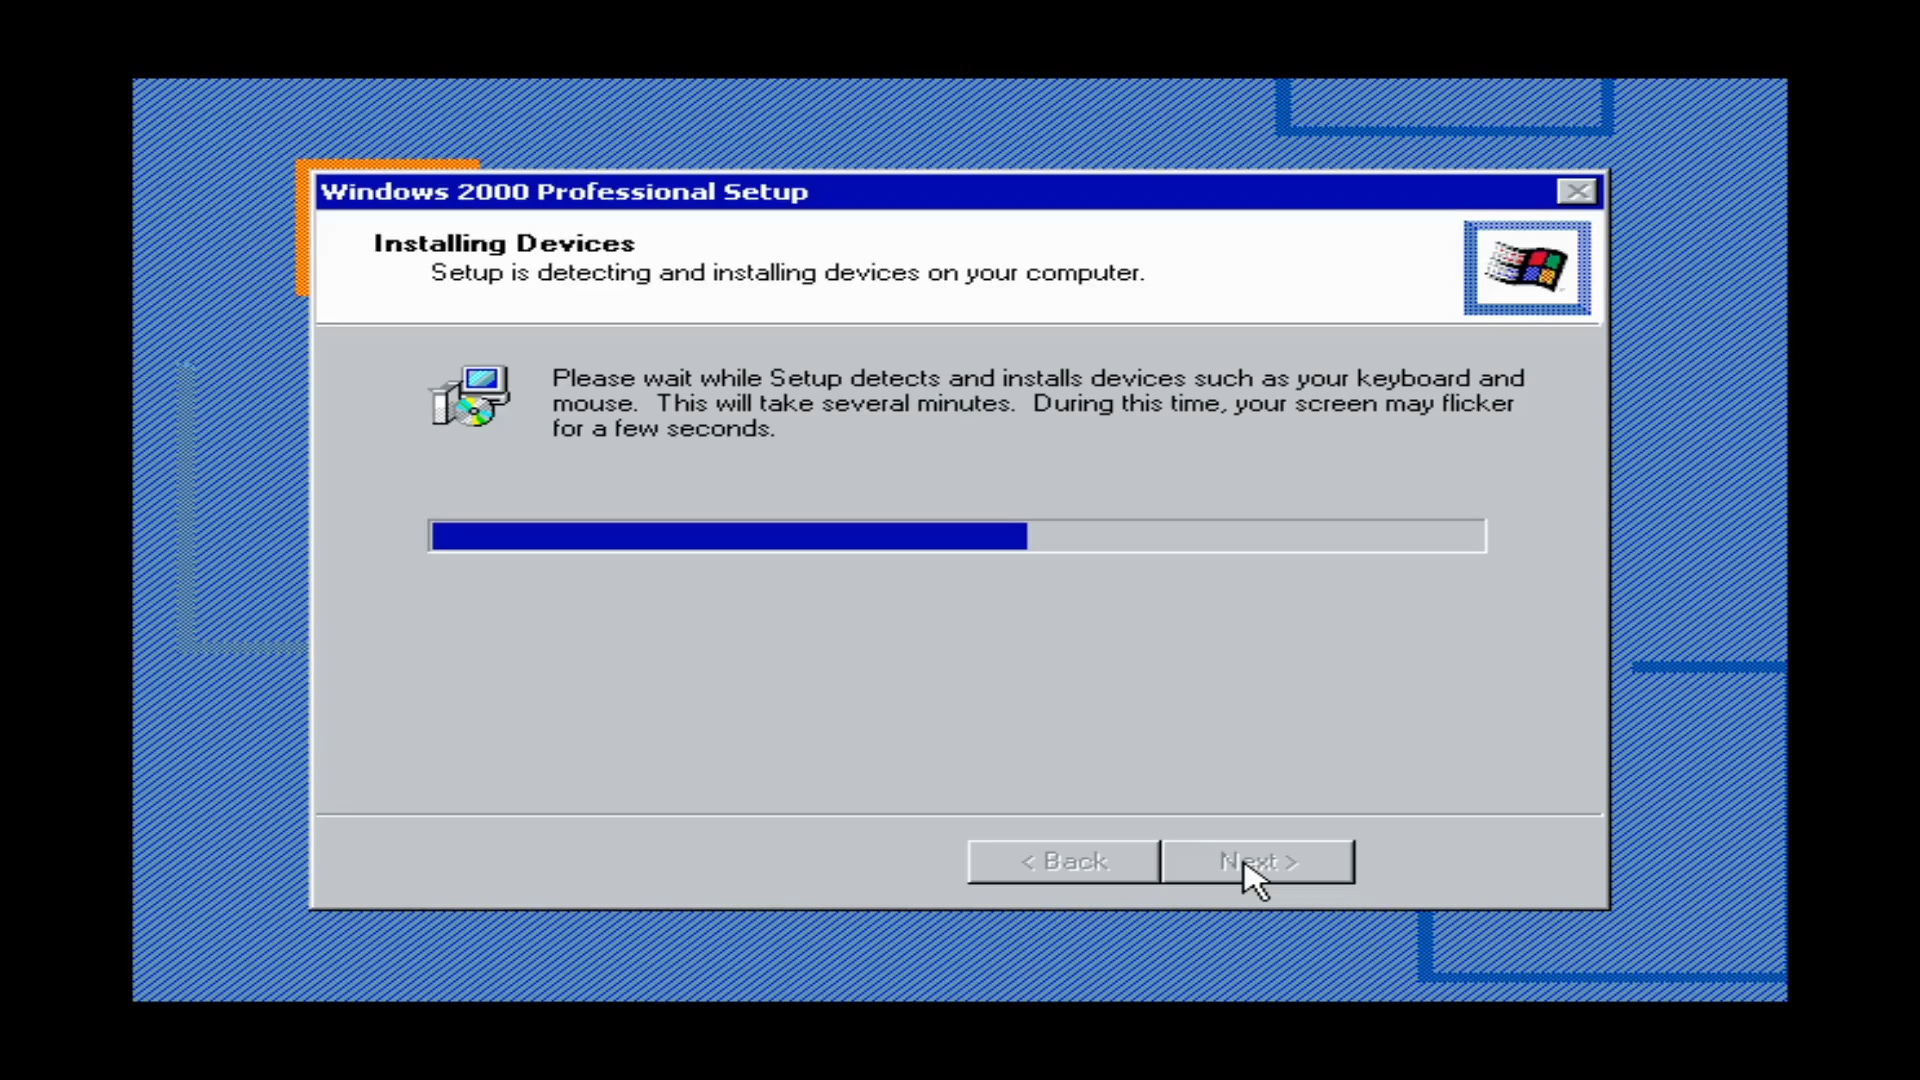 Windows 2000 Professional Setup
Installing Devices
Setup is detecting and installing devices on your computer.
Please wait while Setup detects and installs devices such as your keyboard and
mouse.  This will take several minutes.  During this time, your screen may flicker
for a few seconds.
< Back
Next >